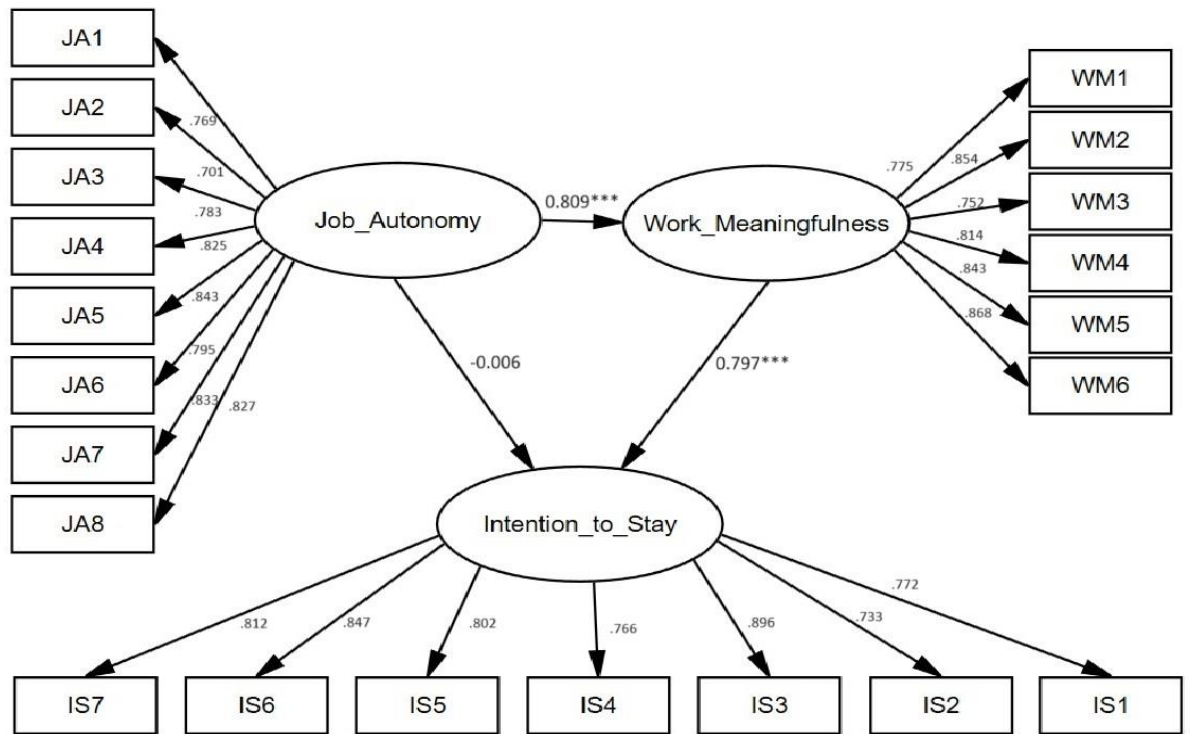 JA1
JA2
JA3
JA4
JA5
JA6
JA7
JA8
.769
.701
.783
.825
.843
.795
.833
.827
Job_Autonomy
0.809***
Work_Meaningfulness
.775
.854
.752
.814
.843
.868
WM1
WM2
WM3
WM4
WM5
WM6
-0.006
0.797***
Intention_to_Stay
.812
.847
.802
.766
.896
.733
.772
IS7
IS6
IS5
IS4
IS3
IS2
IS1